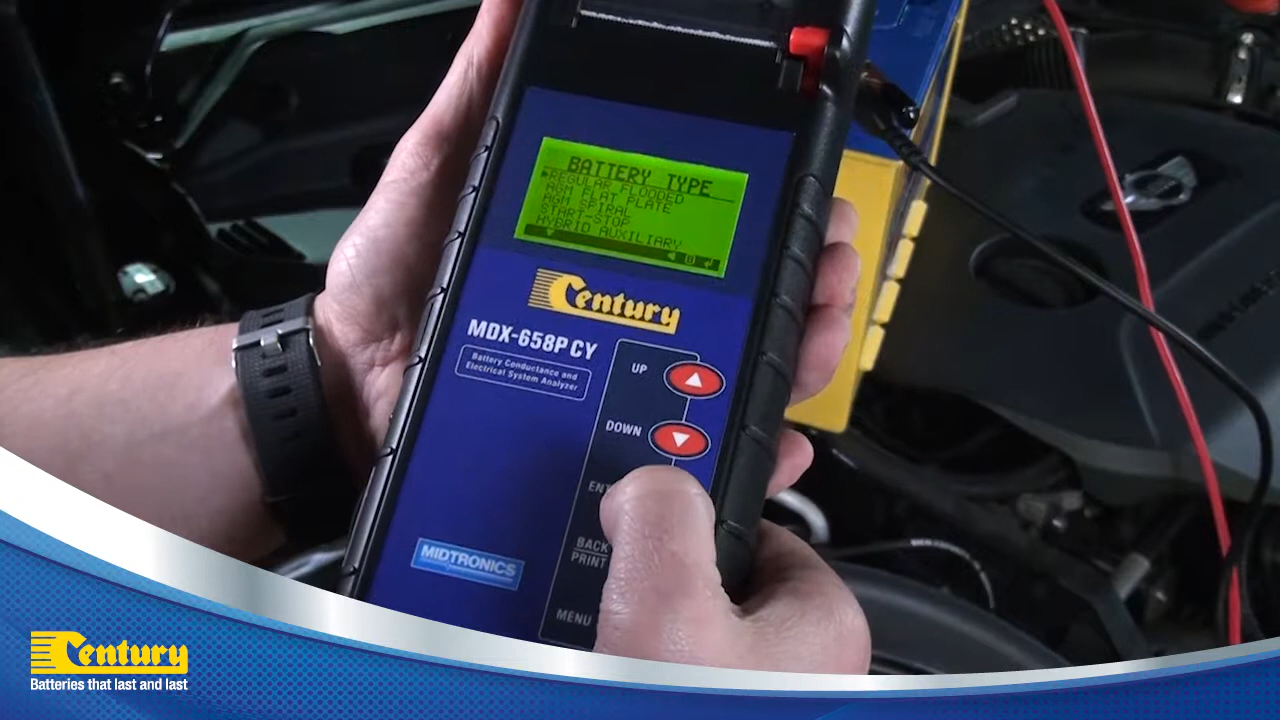 BATTERY TYPE
REGULAR FLOODED
AGM FLAT PLATE
AGM SPIRAL
START-STOP
HYBRID AUXILIARY
Century
MDX-658P CY
Battery Conductance and
Electrical System Analyzer
UP
DOWN
BACK
PRINT
MENU
MIDTRONICS
Century
Batteries that last and last